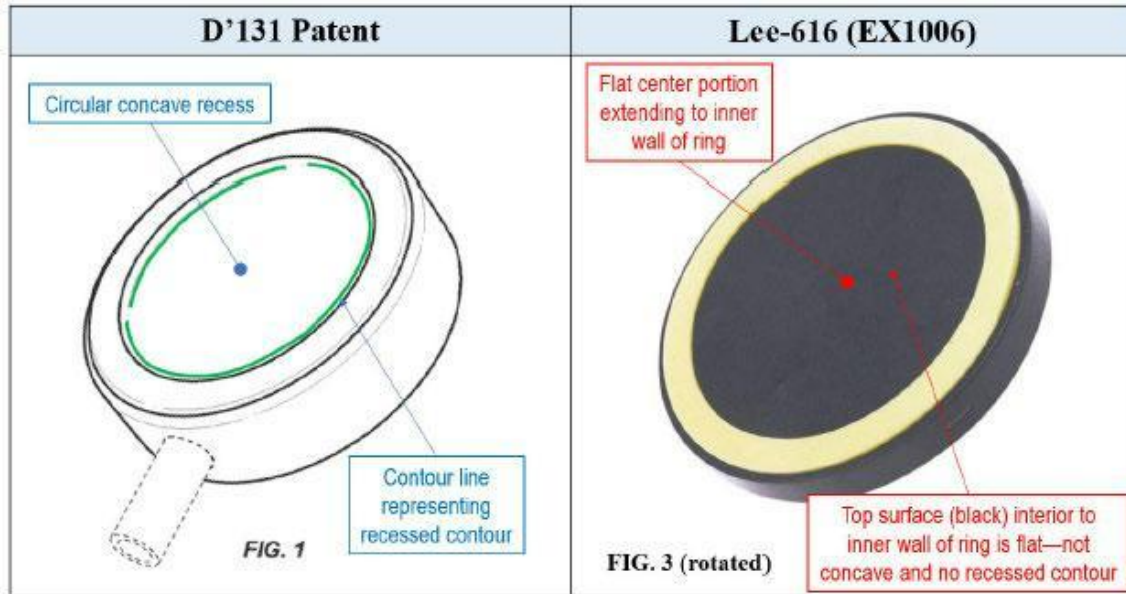 D’131 Patent
Lee-616 (EX1006)
Circular concave recess
Contour line
representing
recessed contour
FIG. 1
Flat center portion
extending to inner
wall of ring
Top surface (black) interior to
inner wall of ring is flat—not
concave and no recessed contour
FIG. 3 (rotated)